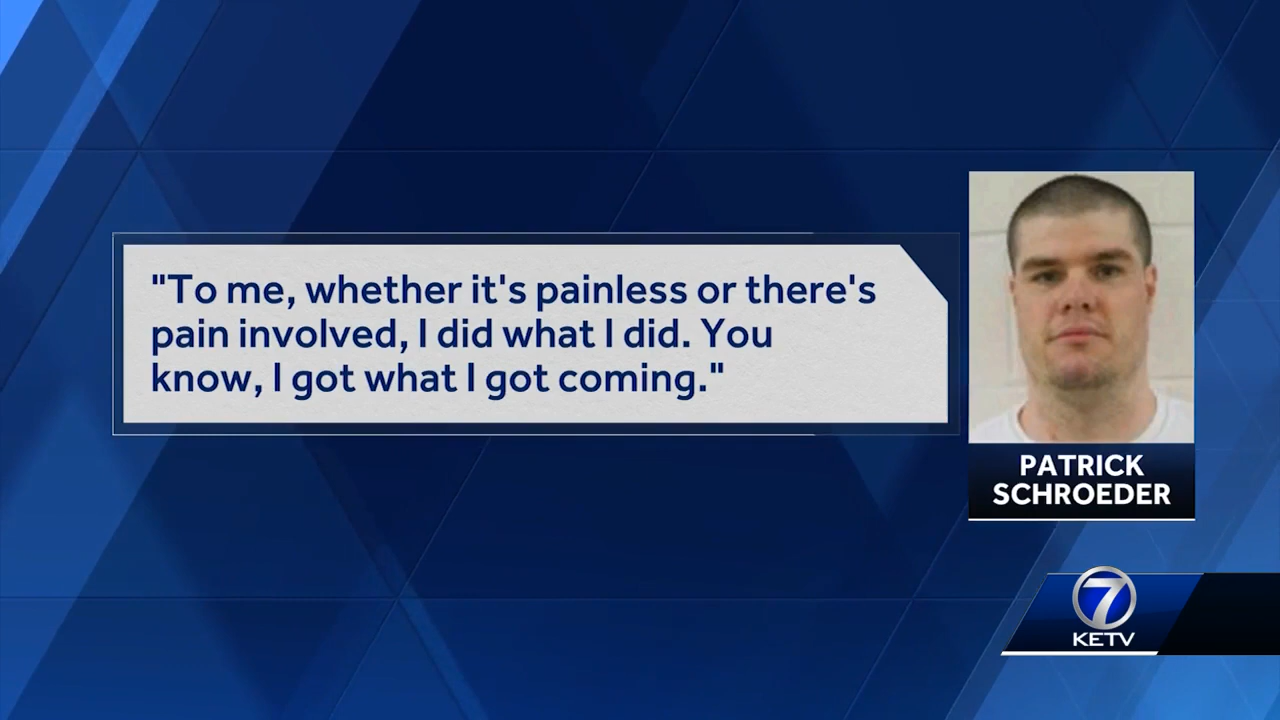 "To me, whether it's painless or there's
pain involved, I did what I did. You
know, I got what I got coming."
PATRICK
SCHROEDER
7
KETV